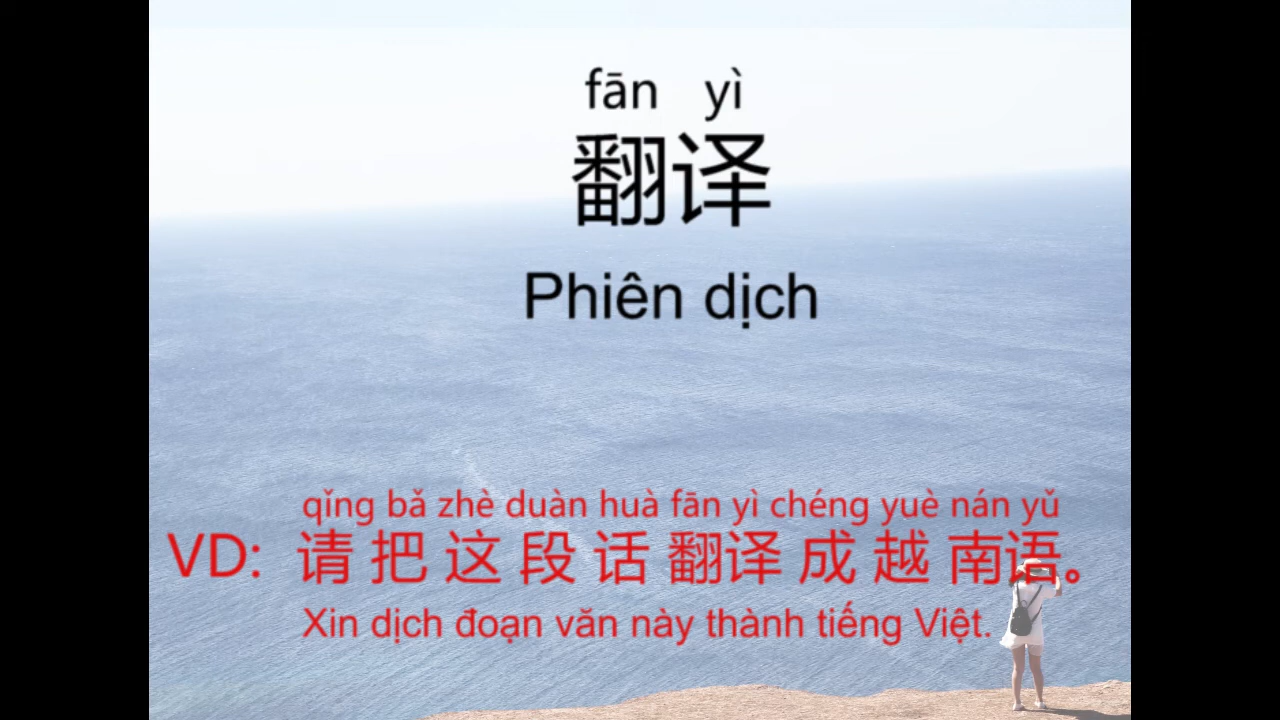 fān yì
翻译
Phiên dịch
qǐng bǎ zhè duàn huà fān yì chéng yuè nán yǔ
VD: 请 把 这 段 话 翻译 成 越 南语。
Xin dịch đoạn văn này thành tiếng Việt.